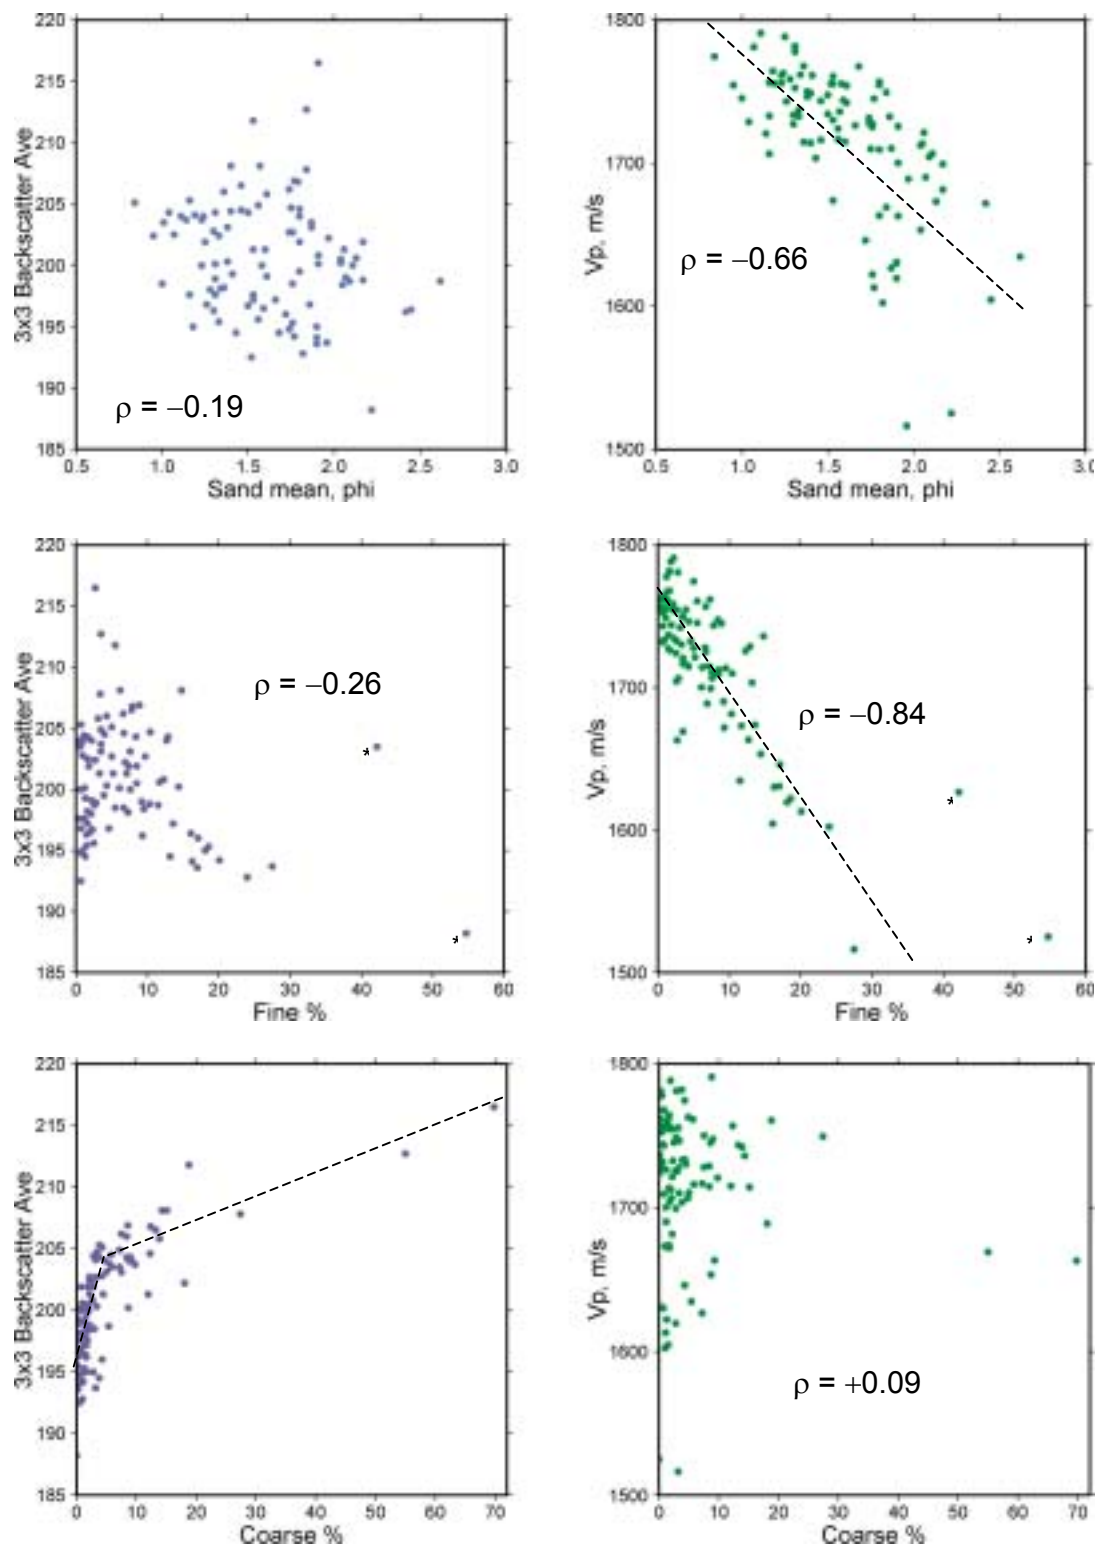 220
215
210
205
200
195
190
185
3x3 Backscatter Ave
ρ = −0.19
0.5 1.0 1.5 2.0 2.5 3.0
Sand mean, phi
1800
1700
1600
1500
Vp, m/s
ρ = −0.66
0.5 1.0 1.5 2.0 2.5 3.0
Sand mean, phi
220
215
210
205
200
195
190
185
3x3 Backscatter Ave
ρ = −0.26
*
*
0 10 20 30 40 50 60
Fine %
1800
1700
1600
1500
Vp, m/s
ρ = −0.84
*
*
0 10 20 30 40 50 60
Fine %
220
215
210
205
200
195
190
185
3x3 Backscatter Ave
0 10 20 30 40 50 60 70
Coarse %
1800
1700
1600
1500
Vp, m/s
ρ = +0.09
0 10 20 30 40 50 60 70
Coarse %